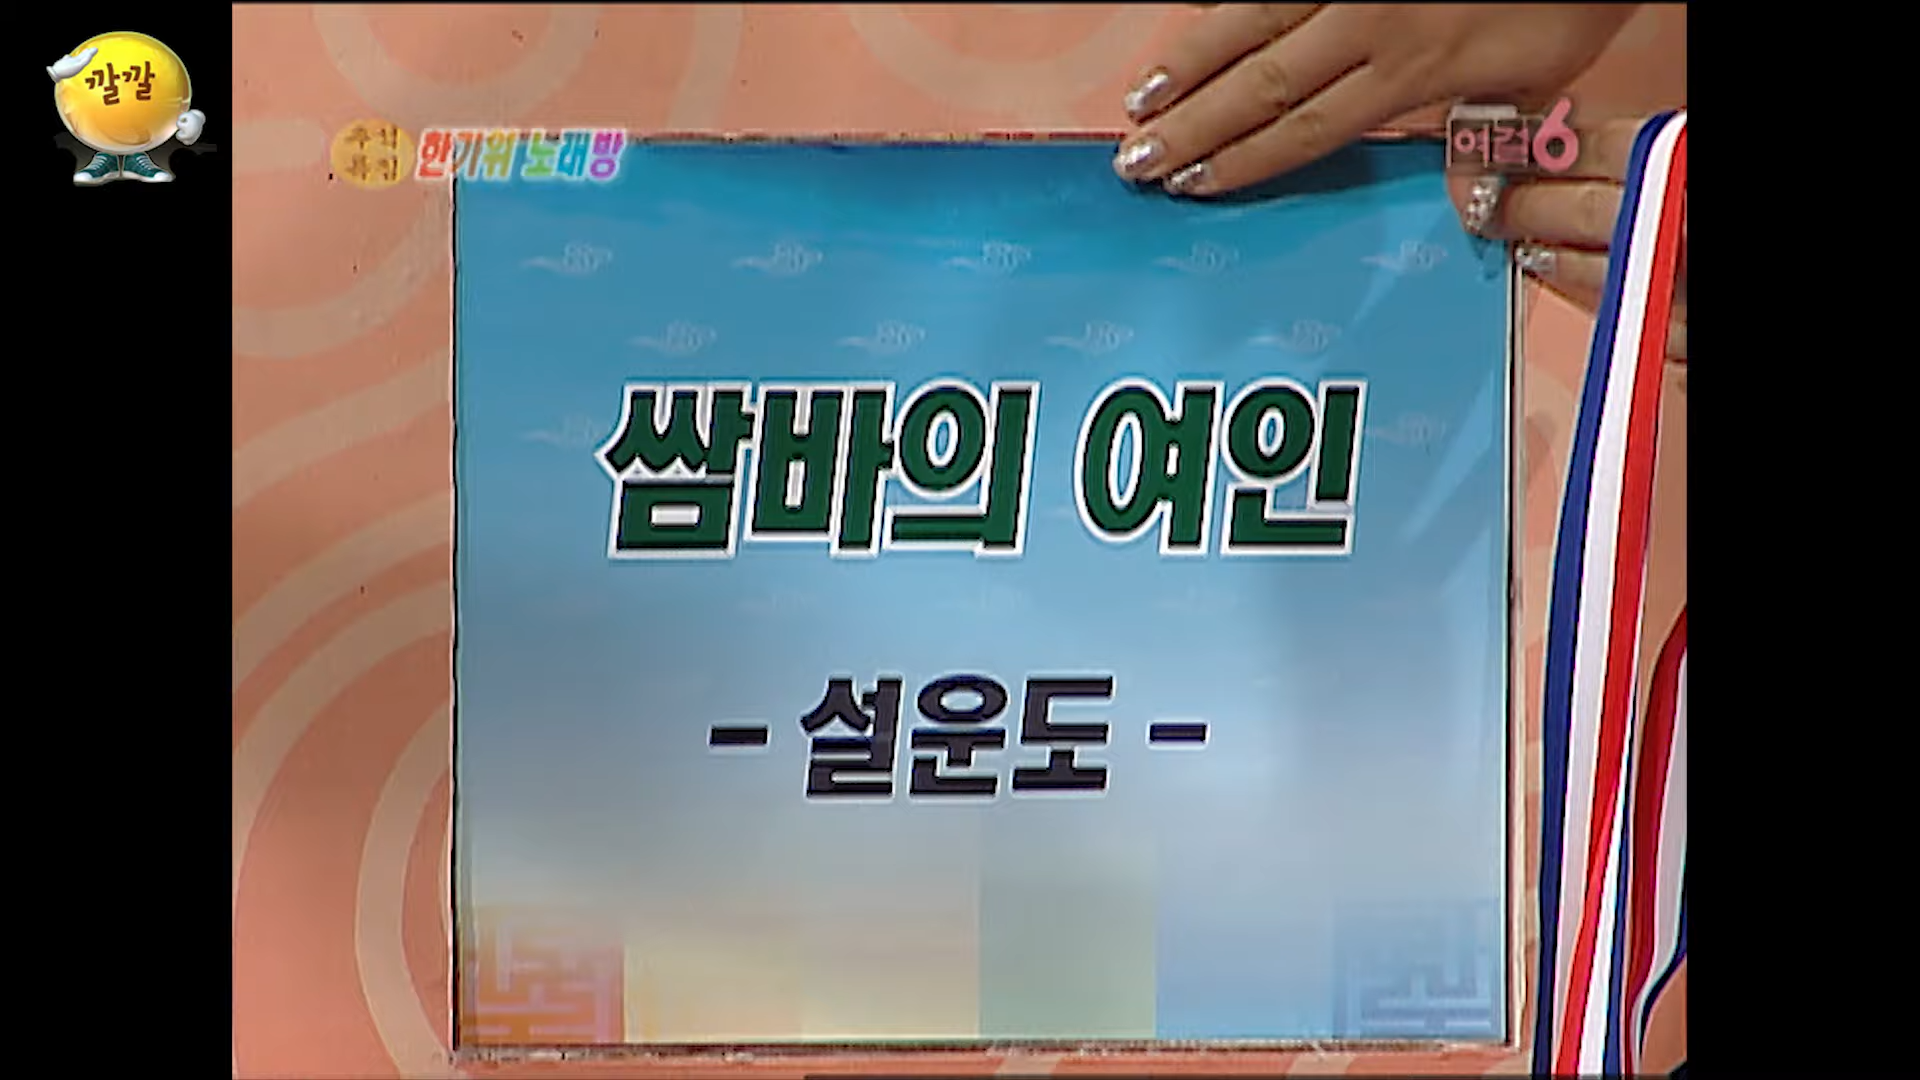 깔깔
추석
특집
한가위 노래방
여걸6
쌈바의 여인
- 설운도 -